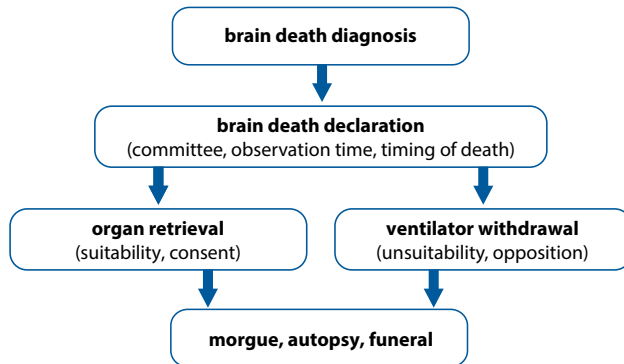 brain death diagnosis
brain death declaration
(committee, observation time, timing of death)
organ retrieval
(suitability, consent)
ventilator withdrawal
(unsuitability, opposition)
morgue, autopsy, funeral